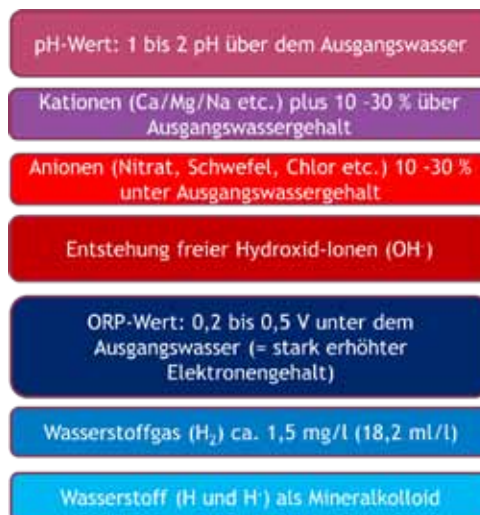 pH-Wert: 1 bis 2 pH über dem Ausgangswasser
Kationen (Ca/Mg/Na etc.) plus 10 -30 % über
Ausgangswassergehalt
Anionen (Nitrat, Schwefel, Chlor etc.) 10 -30 %
unter Ausgangswassergehalt
Entstehung freier Hydroxid-Ionen (OH⁻)
ORP-Wert: 0,2 bis 0,5 V unter dem
Ausgangswasser (= stark erhöhter
Elektronengehalt)
Wasserstoffgas (H₂) ca. 1,5 mg/l (18,2 ml/l)
Wasserstoff (H und H⁻) als Mineralkolloid